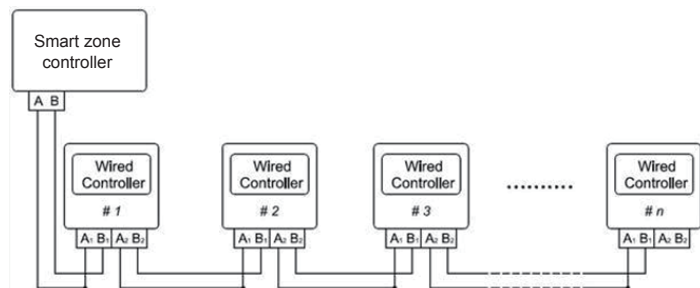 Smart zone
controller
A B
Wired
Controller
# 1
A₁ B₁ A₂ B₂
Wired
Controller
# 2
A₁ B₁ A₂ B₂
Wired
Controller
# 3
A₁ B₁ A₂ B₂
Wired
Controller
# n
A₁ B₁ A₂ B₂